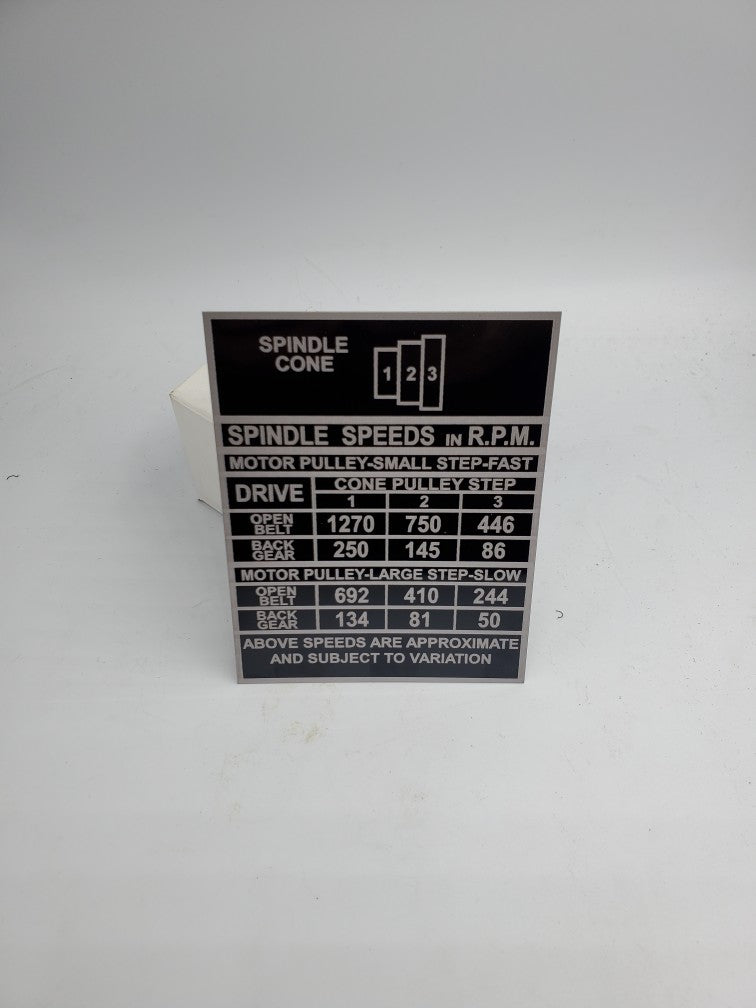 SPINDLE
CONE
1 2 3
SPINDLE SPEEDS IN R.P.M.
MOTOR PULLEY-SMALL STEP-FAST
DRIVE
CONE PULLEY STEP
1 2 3
OPEN BELT 1270 750 446
BACK GEAR 250 145 86
MOTOR PULLEY-LARGE STEP-SLOW
OPEN BELT 692 410 244
BACK GEAR 134 81 50
ABOVE SPEEDS ARE APPROXIMATE
AND SUBJECT TO VARIATION